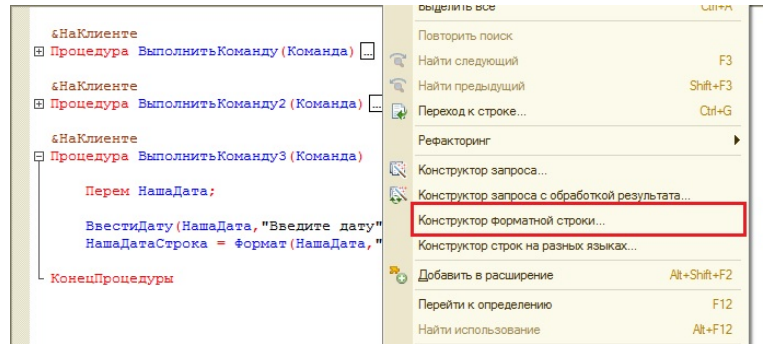 &НаКлиенте
Процедура ВыполнитьКоманду(Команда) ...
&НаКлиенте
Процедура ВыполнитьКоманду2(Команда) ...
&НаКлиенте
Процедура ВыполнитьКоманду3(Команда)
Перем НашаДата;
ВвестиДату(НашаДата,"Введите дату"
НашаДатаСтрока = Формат(НашаДата,"
КонецПроцедуры
Выделить все Ctrl+A
Повторить поиск
Найти следующий F3
Найти предыдущий Shift+F3
Переход к строке... Ctrl+G
Рефакторинг
Конструктор запроса...
Конструктор запроса с обработкой результата...
Конструктор форматной строки...
Конструктор строк на разных языках...
Добавить в расширение Alt+Shift+F2
Перейти к определению F12
Найти использование Alt+F12